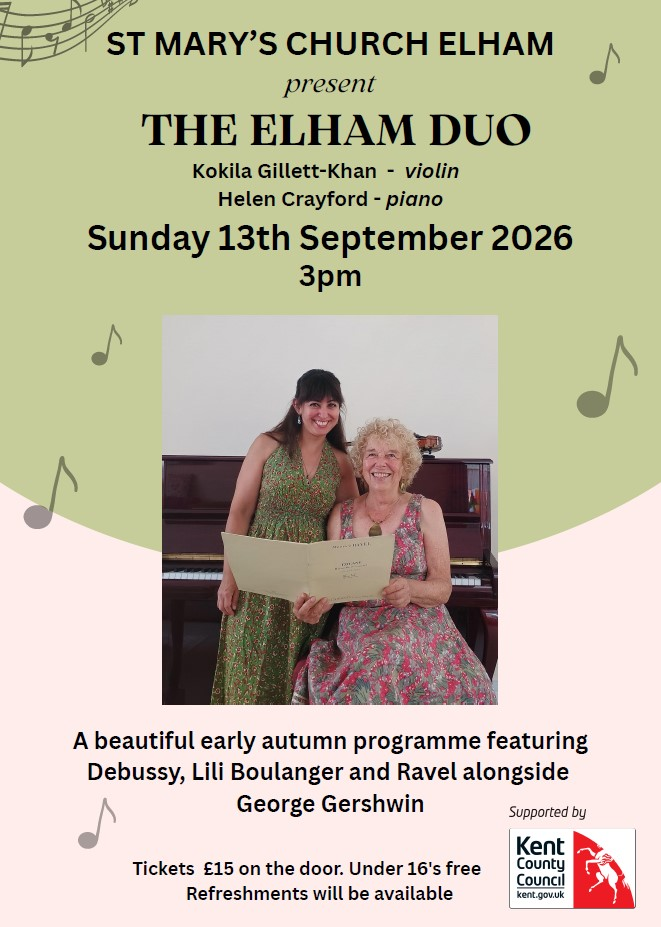 ST MARY’S CHURCH ELHAM
present
THE ELHAM DUO
Kokila Gillett-Khan - violin
Helen Crayford - piano
Sunday 13th September 2026
3pm
A beautiful early autumn programme featuring
Debussy, Lili Boulanger and Ravel alongside
George Gershwin
Supported by
Kent
County
Council
kent.gov.uk
Tickets £15 on the door. Under 16's free
Refreshments will be available